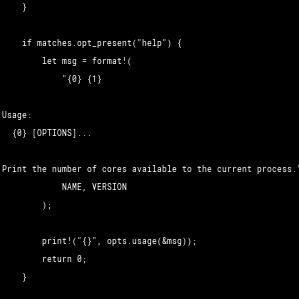 }
if matches.opt_present("help") {
let msg = format!(
"{0} {1}
Usage:
{0} [OPTIONS]...
Print the number of cores available to the current process."
NAME, VERSION
);
print!("{}", opts.usage(&msg));
return 0;
}